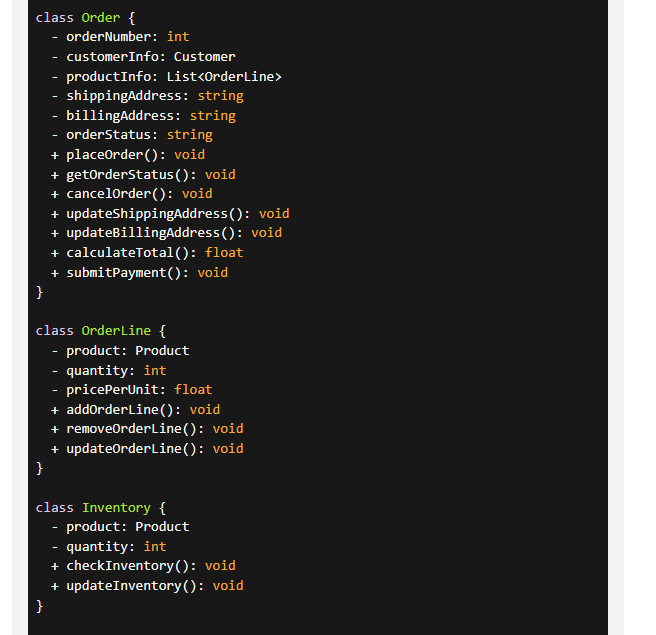 class Order {
- orderNumber: int
- customerInfo: Customer
- productInfo: List<OrderLine>
- shippingAddress: string
- billingAddress: string
- orderStatus: string
+ placeOrder(): void
+ getOrderStatus(): void
+ cancelOrder(): void
+ updateShippingAddress(): void
+ updateBillingAddress(): void
+ calculateTotal(): float
+ submitPayment(): void
}
class OrderLine {
- product: Product
- quantity: int
- pricePerUnit: float
+ addOrderLine(): void
+ removeOrderLine(): void
+ updateOrderLine(): void
}
class Inventory {
- product: Product
- quantity: int
+ checkInventory(): void
+ updateInventory(): void
}